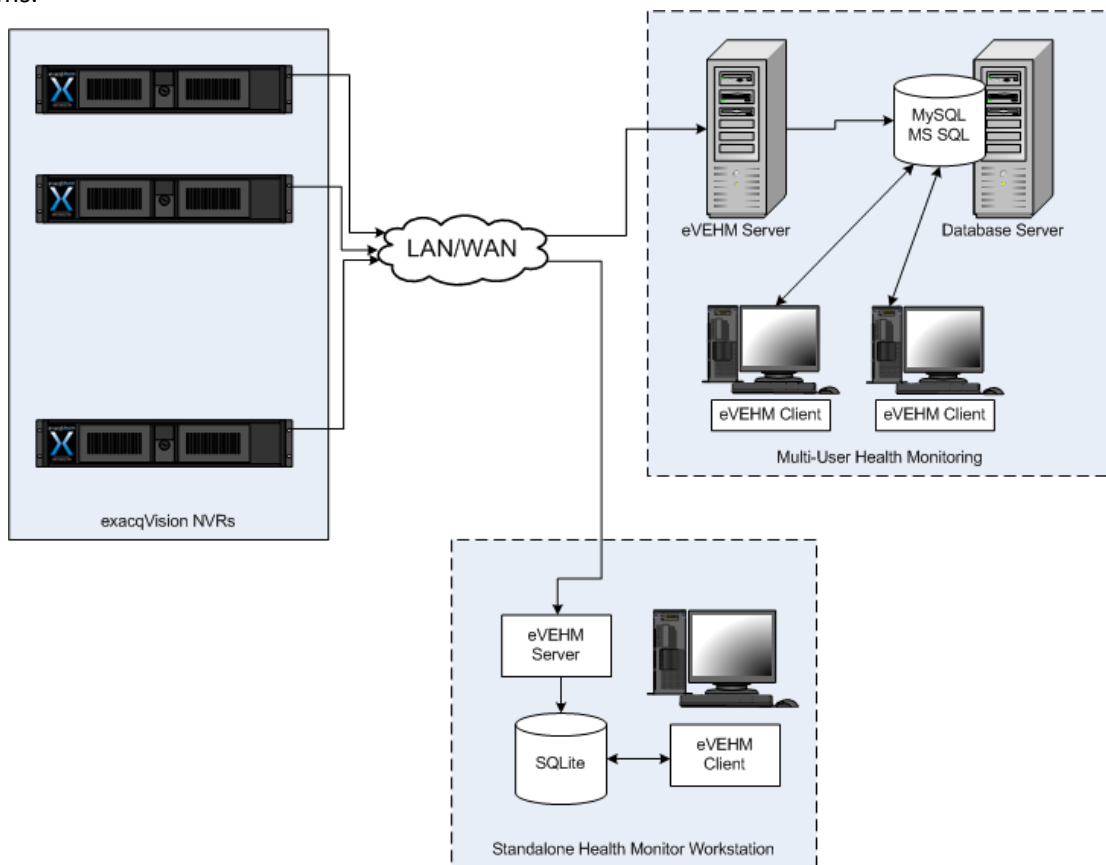 MySQL
MS SQL
LAN/WAN
eVEHM Server
Database Server
eVEHM Client
eVEHM Client
Multi-User Health Monitoring
exacqVision NVRs
eVEHM
Server
SQLite
eVEHM
Client
Standalone Health Monitor Workstation